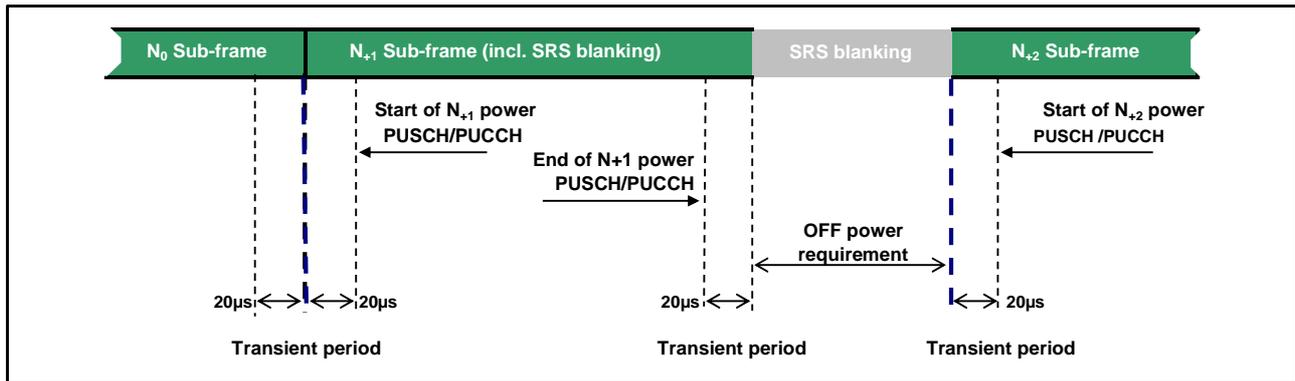 N₀ Sub-frame
N₊₁ Sub-frame (incl. SRS blanking)
SRS blanking
N₊₂ Sub-frame
Start of N₊₁ power
PUSCH/PUCCH
End of N+1 power
PUSCH/PUCCH
Start of N₊₂ power
PUSCH /PUCCH
OFF power
requirement
20µs
20µs
20µs
20µs
Transient period
Transient period
Transient period